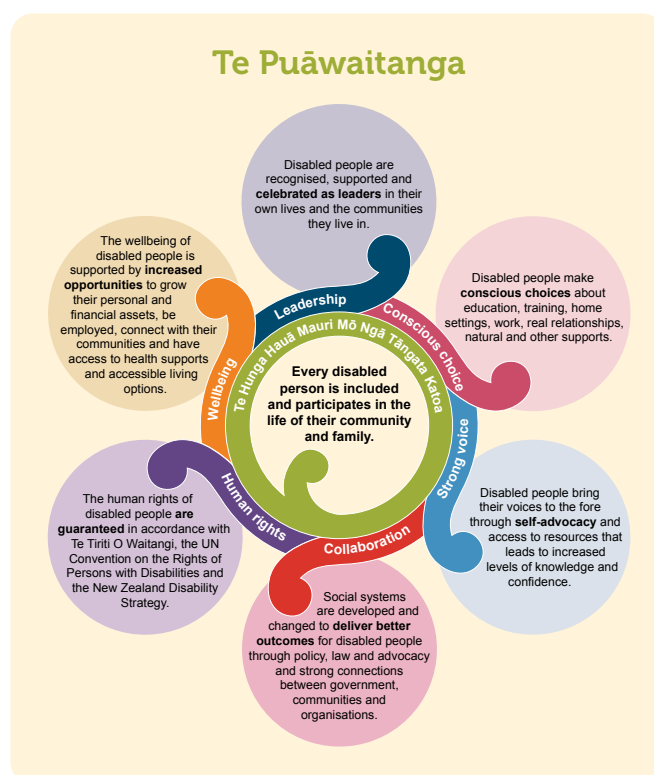 Te Puāwaitanga
Disabled people are
recognised, supported and
celebrated as leaders in their
own lives and the communities
they live in.
Leadership
Disabled people make
conscious choices about
education, training, home
settings, work, real relationships,
natural and other supports.
Conscious choice
Disabled people bring
their voices to the fore
through self-advocacy and
access to resources that
leads to increased
levels of knowledge and
confidence.
Strong voice
Social systems
are developed and
changed to deliver better
outcomes for disabled people
through policy, law and advocacy
and strong connections
between government,
communities and
organisations.
Collaboration
The human rights of
disabled people are
guaranteed in accordance with
Te Tiriti O Waitangi, the UN
Convention on the Rights of
Persons with Disabilities and
the New Zealand Disability
Strategy.
Human rights
The wellbeing of
disabled people is
supported by increased
opportunities to grow
their personal and
financial assets, be
employed, connect with their
communities and have
access to health supports
and accessible living
options.
Wellbeing
Te Hunga Hauā Mauri Mō Ngā Tāngata Katoa
Every disabled
person is included
and participates in the
life of their community
and family.